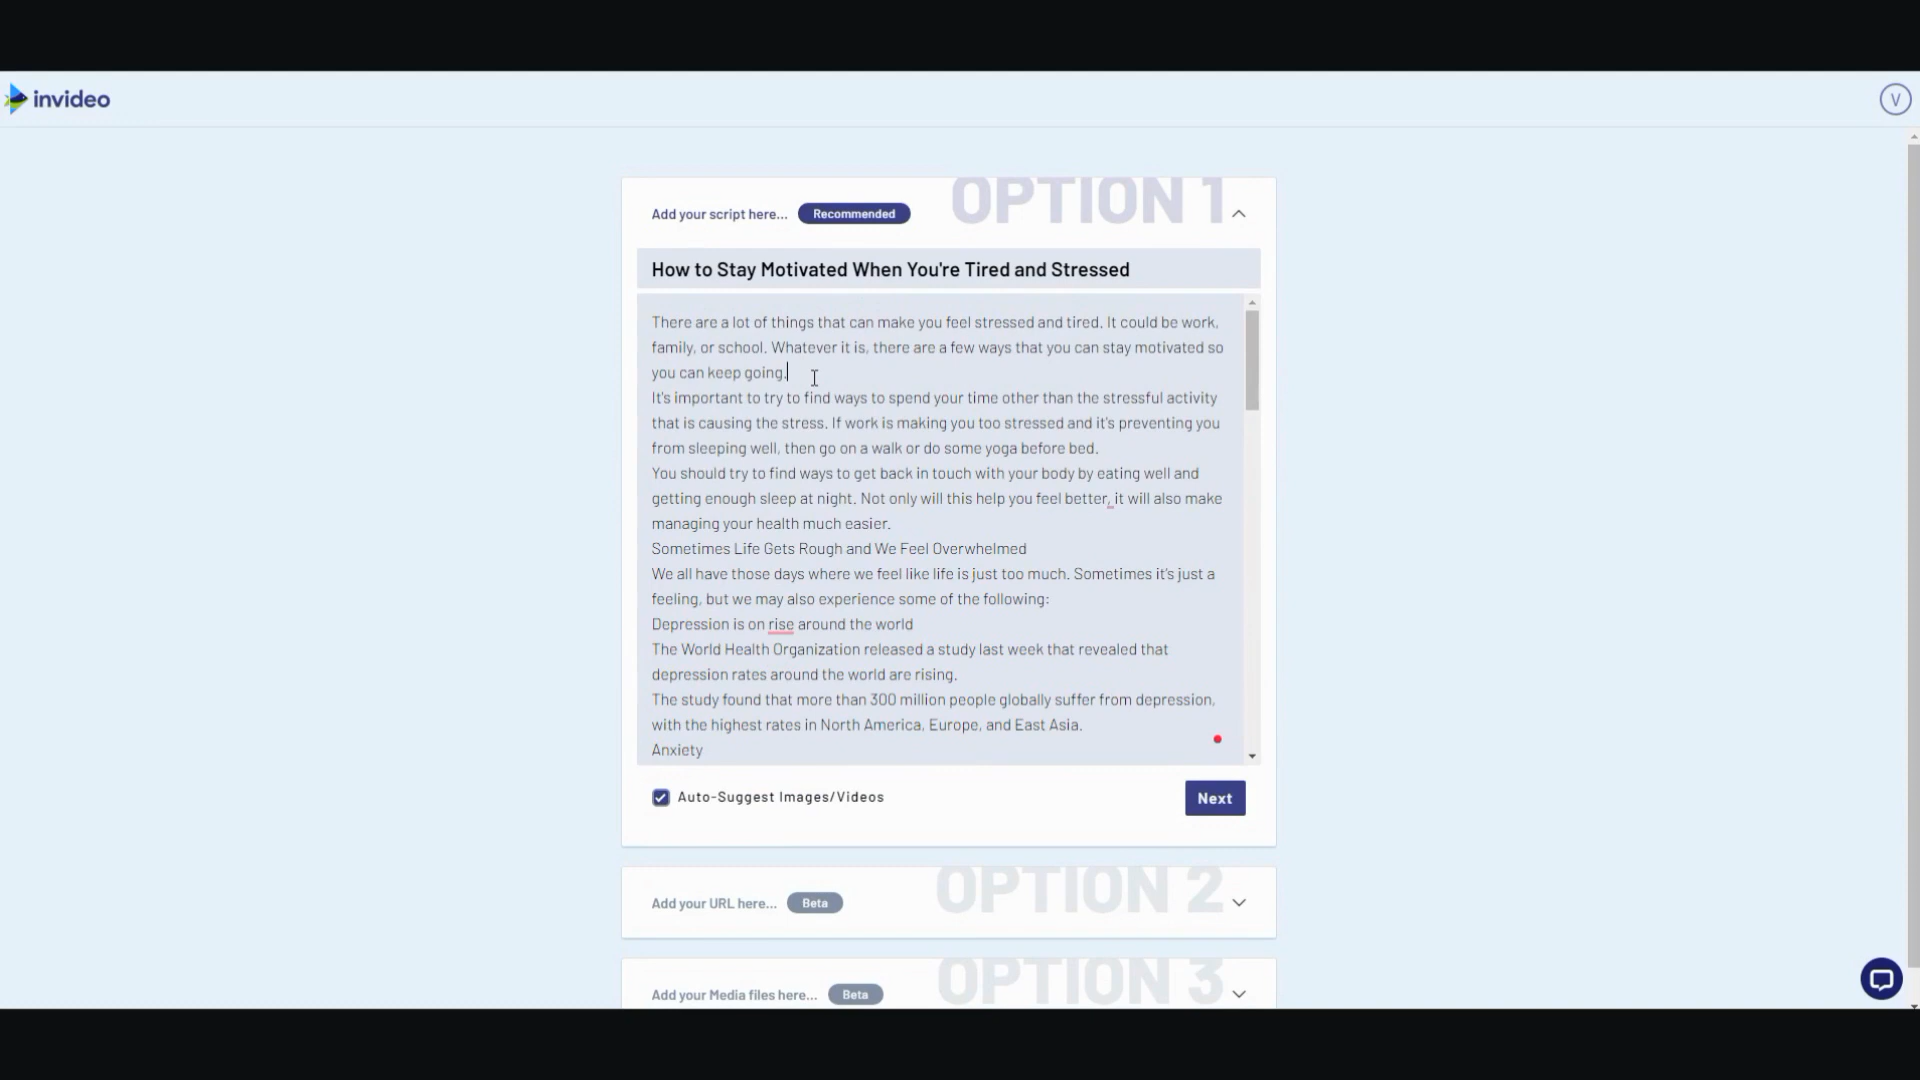 invideo
V
OPTION 1
Add your script here...
Recommended
How to Stay Motivated When You're Tired and Stressed
There are a lot of things that can make you feel stressed and tired. It could be work,
family, or school. Whatever it is, there are a few ways that you can stay motivated so
you can keep going.
It's important to try to find ways to spend your time other than the stressful activity
that is causing the stress. If work is making you too stressed and it's preventing you
from sleeping well, then go on a walk or do some yoga before bed.
You should try to find ways to get back in touch with your body by eating well and
getting enough sleep at night. Not only will this help you feel better, it will also make
managing your health much easier.
Sometimes Life Gets Rough and We Feel Overwhelmed
We all have those days where we feel like life is just too much. Sometimes it's just a
feeling, but we may also experience some of the following:
Depression is on rise around the world
The World Health Organization released a study last week that revealed that
depression rates around the world are rising.
The study found that more than 300 million people globally suffer from depression,
with the highest rates in North America, Europe, and East Asia.
Anxiety
Auto-Suggest Images/Videos
Next
OPTION 2
Add your URL here...
Beta
OPTION 3
Add your Media files here...
Beta